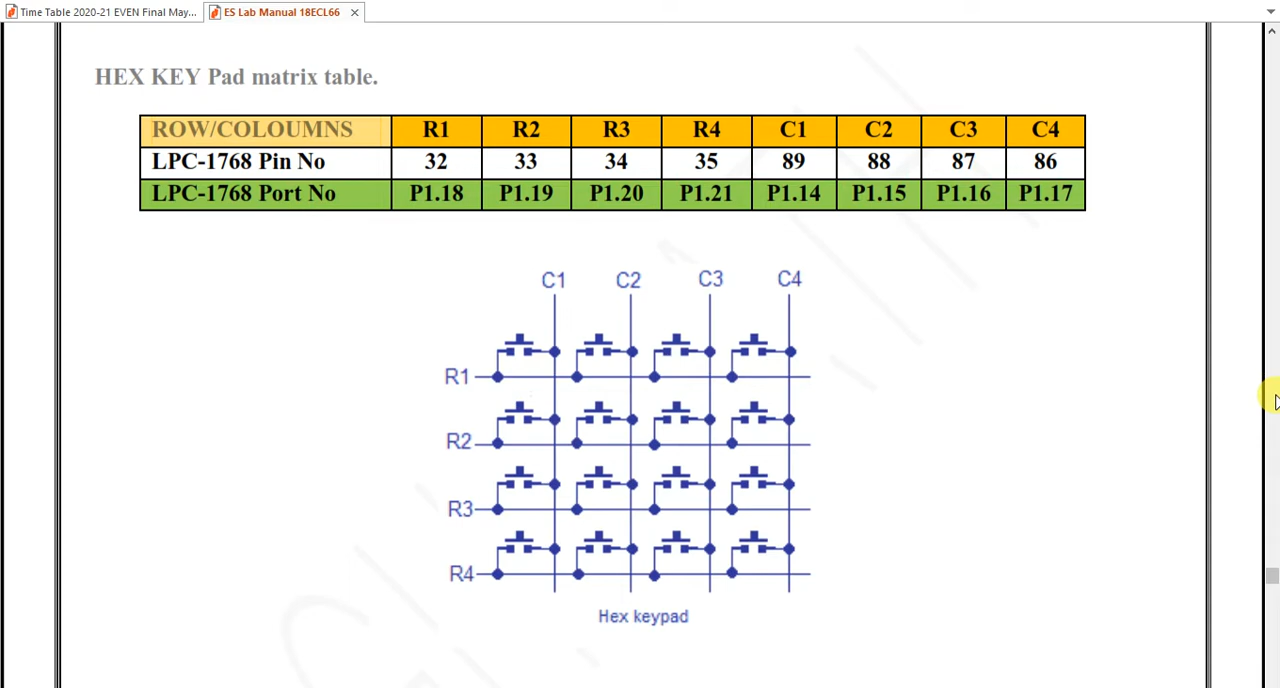 Time Table 2020-21 EVEN Final May... ES Lab Manual 18ECL66
HEX KEY Pad matrix table.
ROW/COLOUMNS R1 R2 R3 R4 C1 C2 C3 C4
LPC-1768 Pin No 32 33 34 35 89 88 87 86
LPC-1768 Port No P1.18 P1.19 P1.20 P1.21 P1.14 P1.15 P1.16 P1.17
C1 C2 C3 C4
R1
R2
R3
R4
Hex keypad